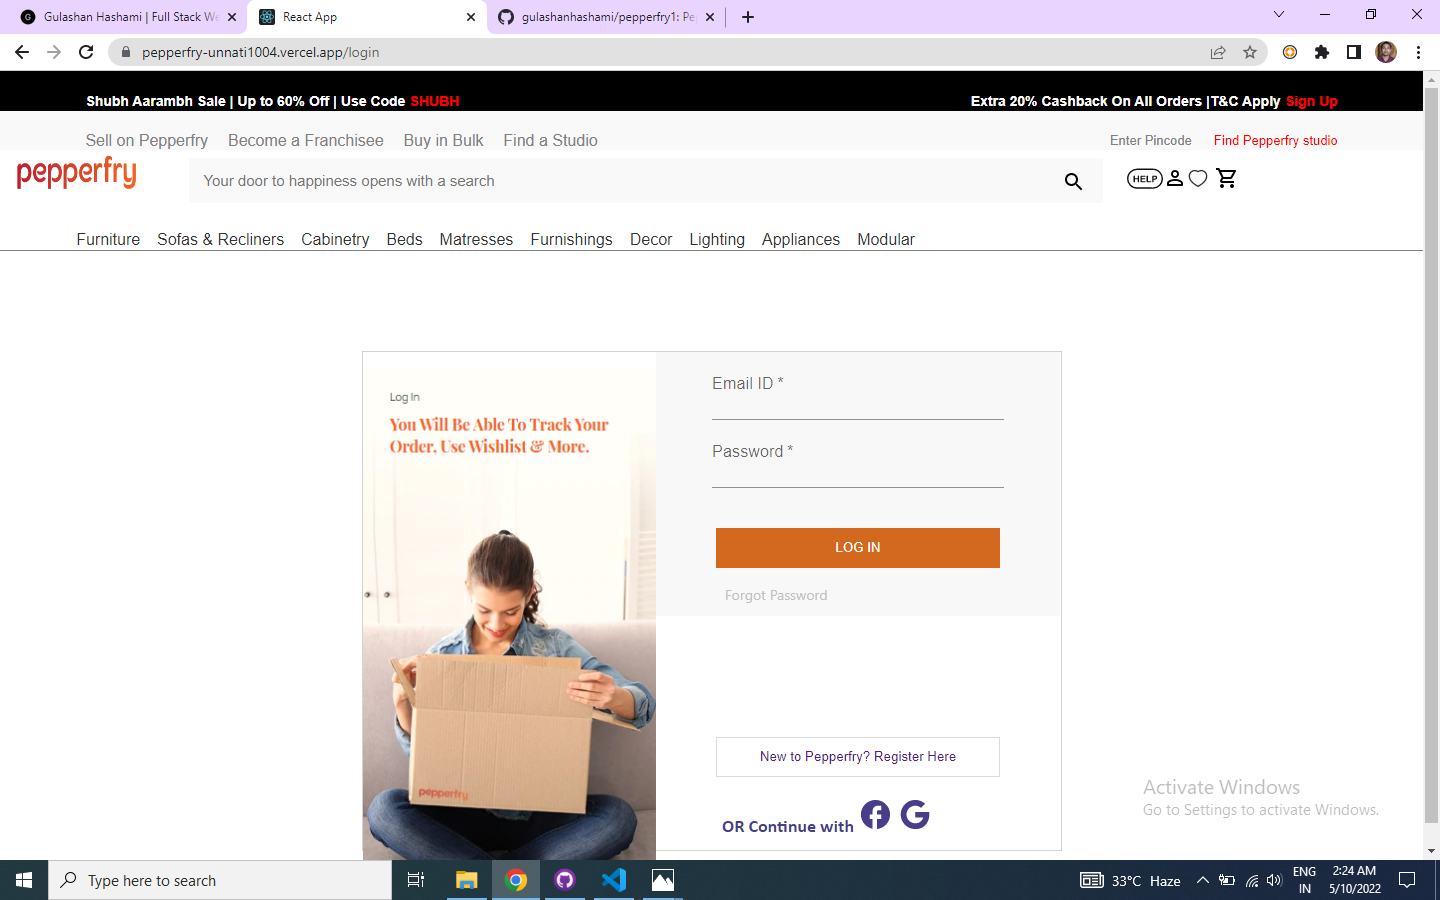 Gulashan Hashami | Full Stack We
React App
gulashanhashami/pepperfry1: Pe
pepperfry-unnati1004.vercel.app/login
Shubh Aarambh Sale | Up to 60% Off | Use Code SHUBH
Extra 20% Cashback On All Orders |T&C Apply Sign Up
Sell on Pepperfry Become a Franchisee Buy in Bulk Find a Studio
Enter Pincode Find Pepperfry studio
pepperfry
Your door to happiness opens with a search
HELP
Furniture Sofas & Recliners Cabinetry Beds Matresses Furnishings Decor Lighting Appliances Modular
Log In
You Will Be Able To Track Your
Order, Use Wishlist & More.
pepperfry
Email ID *
Password *
LOG IN
Forgot Password
New to Pepperfry? Register Here
OR Continue with
Activate Windows
Go to Settings to activate Windows.
Type here to search
33°C Haze
ENG
IN
2:24 AM
5/10/2022